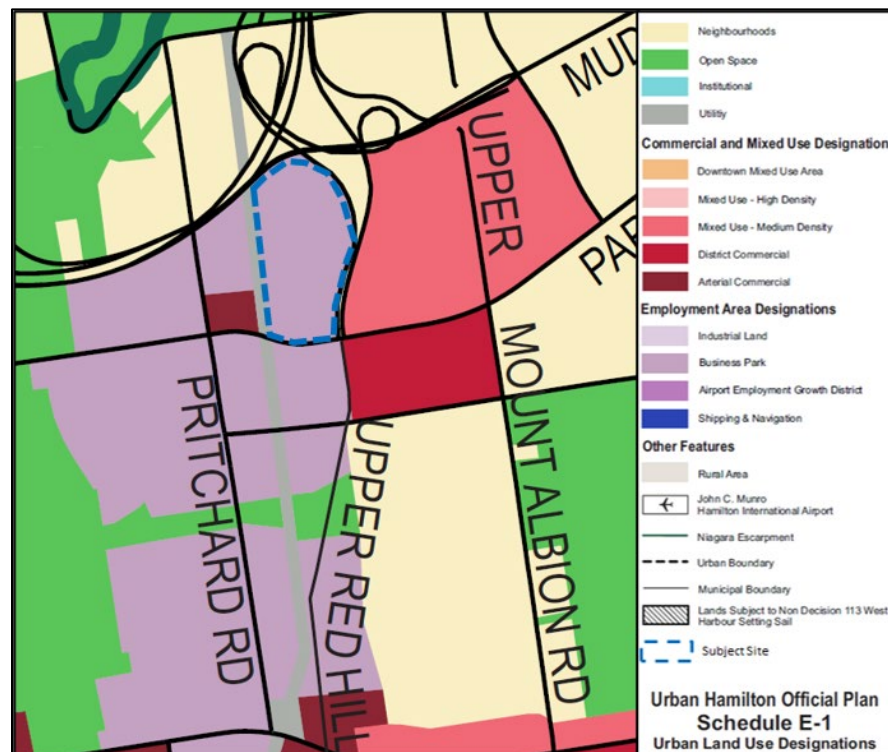 MUD
UPPER
PAR
PRITCHARD RD
UPPER RED HILL
MOUNT ALBION RD
Neighbourhoods
Open Space
Institutional
Utilitiy
Commercial and Mixed Use Designation
Downtown Mixed Use Area
Mixed Use - High Density
Mixed Use - Medium Density
District Commercial
Arterial Commercial
Employment Area Designations
Industrial Land
Business Park
Airport Employment Growth District
Shipping & Navigation
Other Features
Rural Area
John C. Munro
Hamilton International Airport
Niagara Escarpment
Urban Boundary
Municipal Boundary
Lands Subject to Non Decision 113 West
Harbour Setting Sail
Subject Site
Urban Hamilton Official Plan
Schedule E-1
Urban Land Use Designations